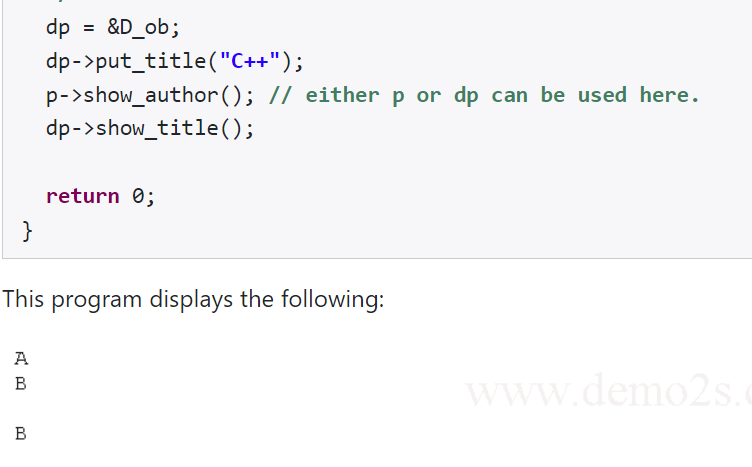 dp = &D_ob;
dp->put_title("C++");
p->show_author(); // either p or dp can be used here.
dp->show_title();
return 0;
}
This program displays the following:
A
B
www.demo2s.c
B